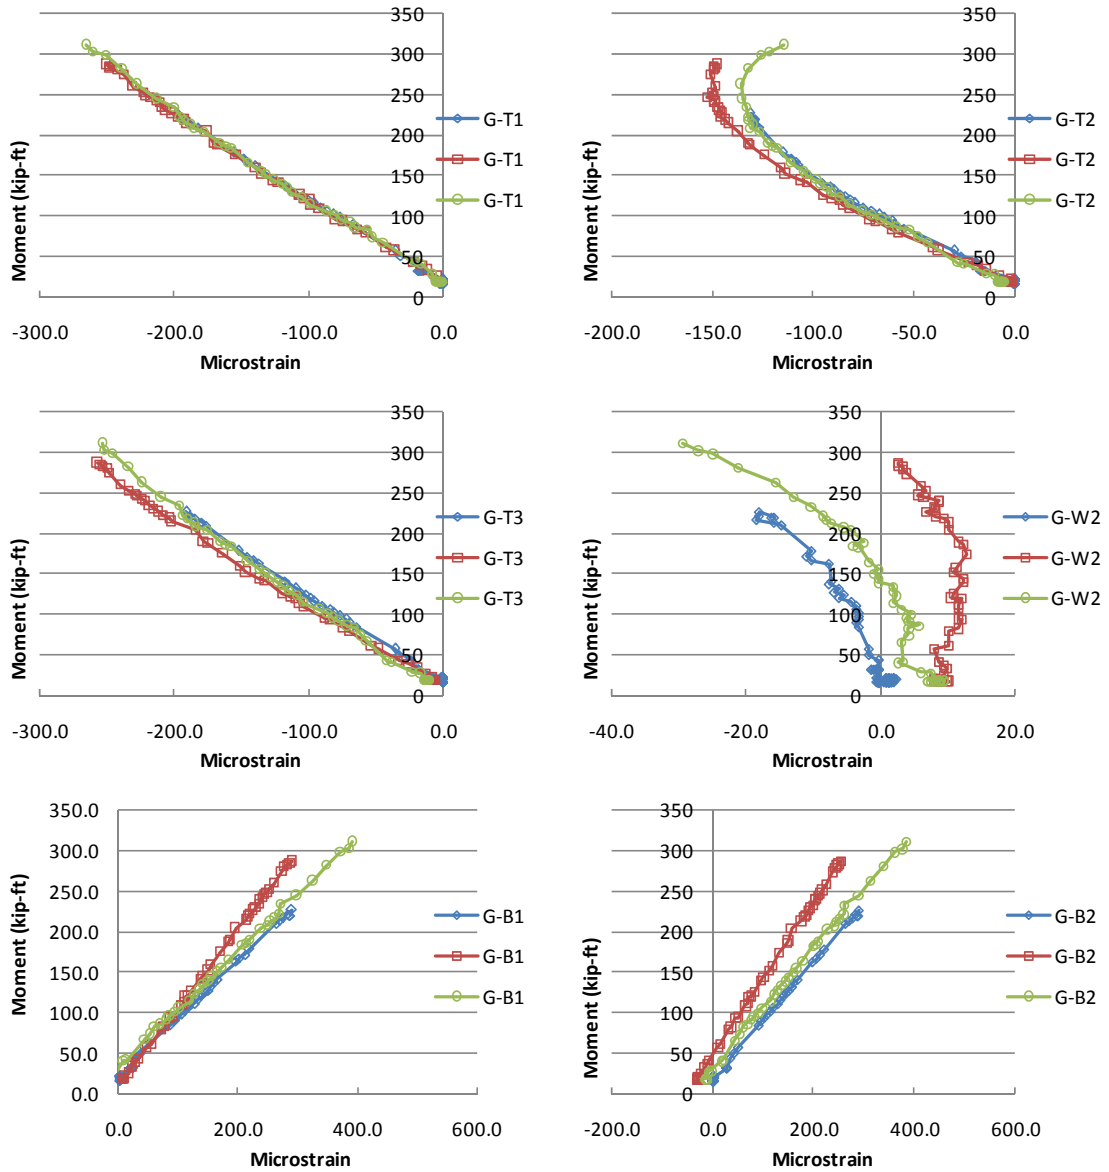 350
300
250
200
150
100
50
0
Moment (kip-ft)
G-T1
G-T1
G-T1
-300.0 -200.0 -100.0 0.0
Microstrain
350
300
250
200
150
100
50
0
Moment (kip-ft)
G-T2
G-T2
G-T2
-200.0 -150.0 -100.0 -50.0 0.0
Microstrain
350
300
250
200
150
100
50
0
Moment (kip-ft)
G-T3
G-T3
G-T3
-300.0 -200.0 -100.0 0.0
Microstrain
350
300
250
200
150
100
50
0
Moment (kip-ft)
G-W2
G-W2
G-W2
-40.0 -20.0 0.0 20.0
Microstrain
350.0
300.0
250.0
200.0
150.0
100.0
50.0
0.0
Moment (kip-ft)
G-B1
G-B1
G-B1
0.0 200.0 400.0 600.0
Microstrain
350
300
250
200
150
100
50
0
Moment (kip-ft)
G-B2
G-B2
G-B2
-200.0 0.0 200.0 400.0 600.0
Microstrain